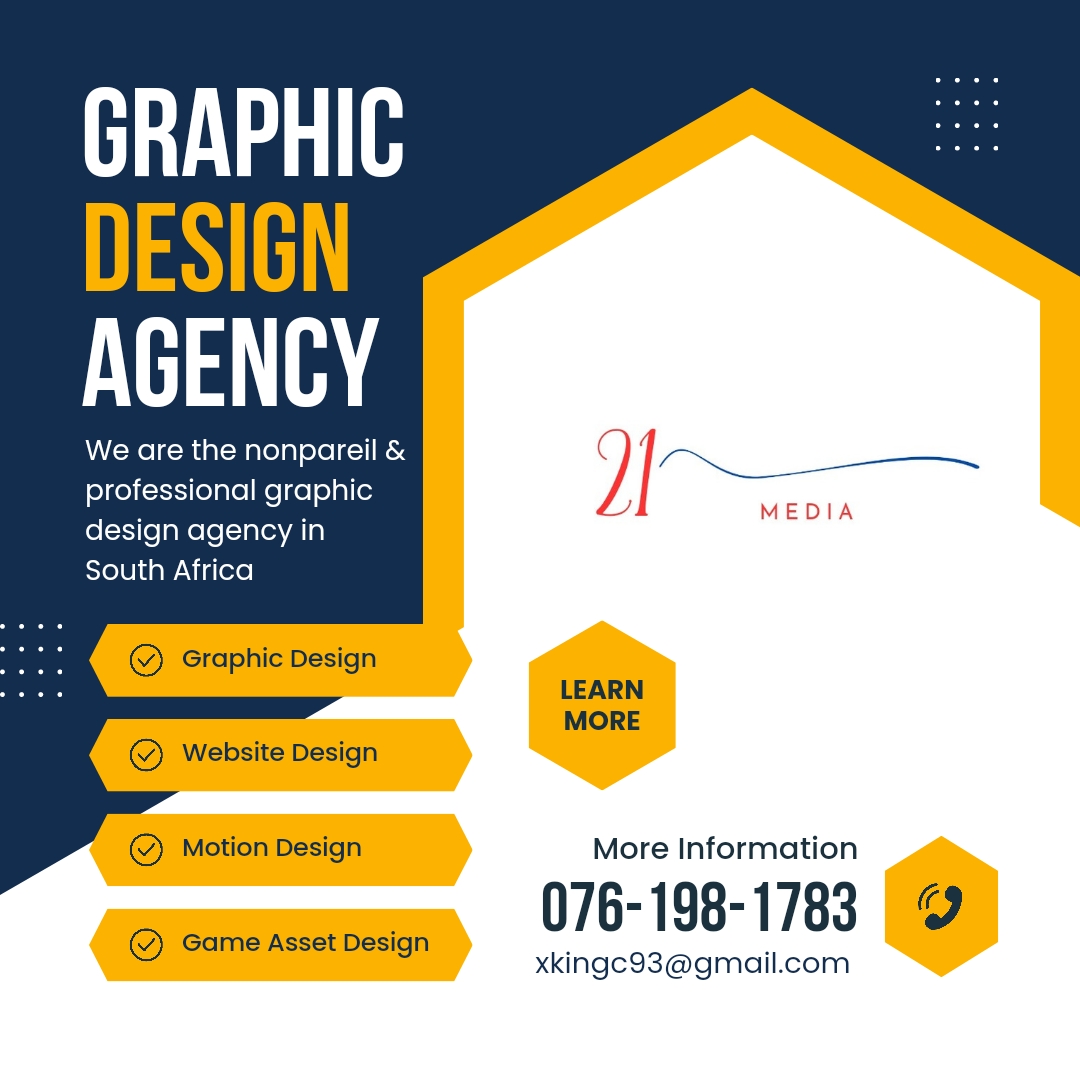 GRAPHIC
DESIGN
AGENCY
We are the nonpareil &
professional graphic
design agency in
South Africa
21
MEDIA
Graphic Design
Website Design
Motion Design
Game Asset Design
LEARN
MORE
More Information
076-198-1783
xkingc93@gmail.com